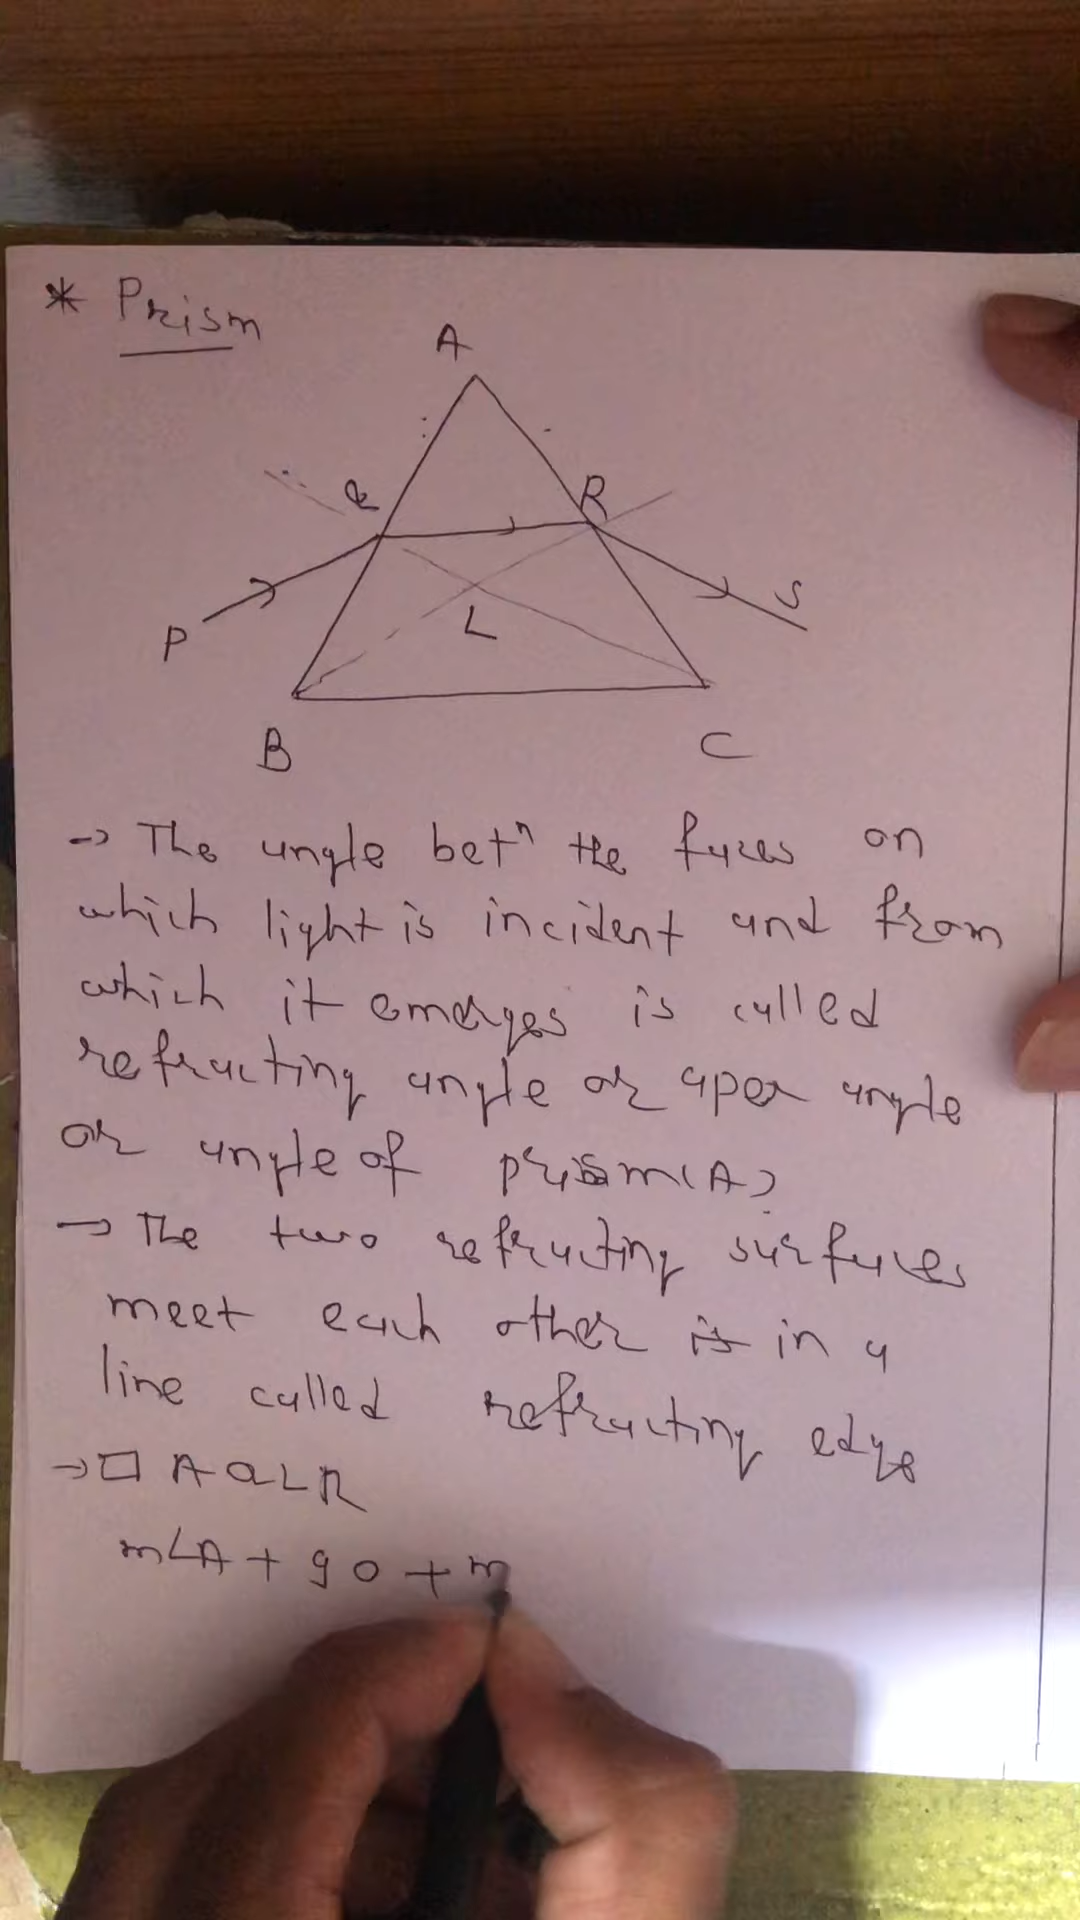 * Prism
A
Q
R
P
S
L
B
C
→ The angle betⁿ the faces on
which light is incident and from
which it emerges is called
refracting angle or apex angle
or angle of prism(A)
→ The two refracting surfaces
meet each other is in a
line called refracting edge
→ □ A Q L R
m∠A + 90 + m